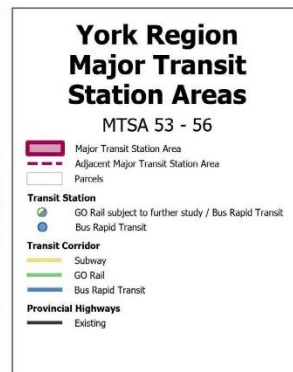 York Region
Major Transit
Station Areas
MTSA 53 - 56
Major Transit Station Area
Adjacent Major Transit Station Area
Parcels
Transit Station
GO Rail subject to further study / Bus Rapid Transit
Bus Rapid Transit
Transit Corridor
Subway
GO Rail
Bus Rapid Transit
Provincial Highways
Existing